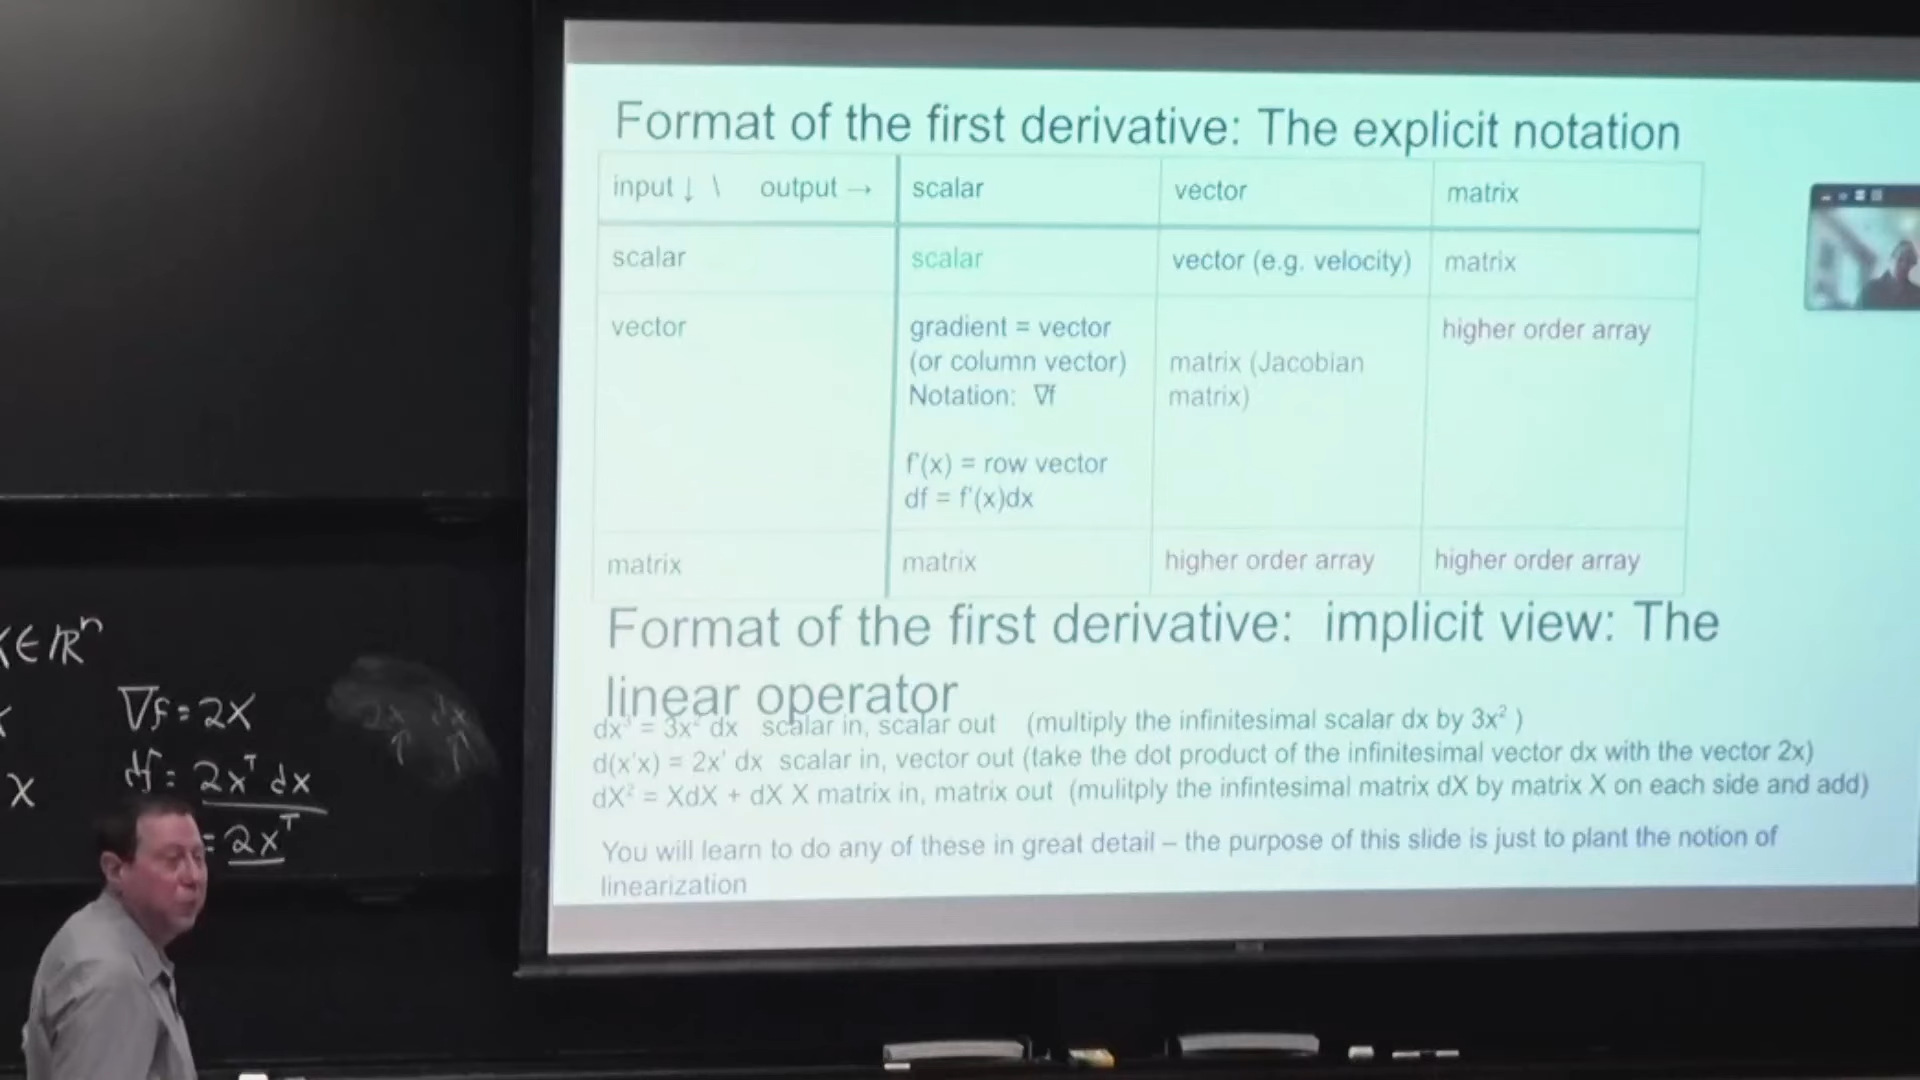 Format of the first derivative: The explicit notation
input ↓ \ output → scalar vector matrix
scalar scalar vector (e.g. velocity) matrix
vector gradient = vector higher order array
(or column vector) matrix (Jacobian
Notation: ∇f matrix)
f'(x) = row vector
df = f'(x)dx
matrix matrix higher order array higher order array
Format of the first derivative: implicit view: The
linear operator
dx³ = 3x² dx scalar in, scalar out (multiply the infinitesimal scalar dx by 3x² )
d(x'x) = 2x' dx scalar in, vector out (take the dot product of the infinitesimal vector dx with the vector 2x)
dX² = XdX + dX X matrix in, matrix out (mulitply the infintesimal matrix dX by matrix X on each side and add)
You will learn to do any of these in great detail – the purpose of this slide is just to plant the notion of
linearization
∈ ℝⁿ
∇f = 2x
x df = 2xᵀ dx
= 2xᵀ